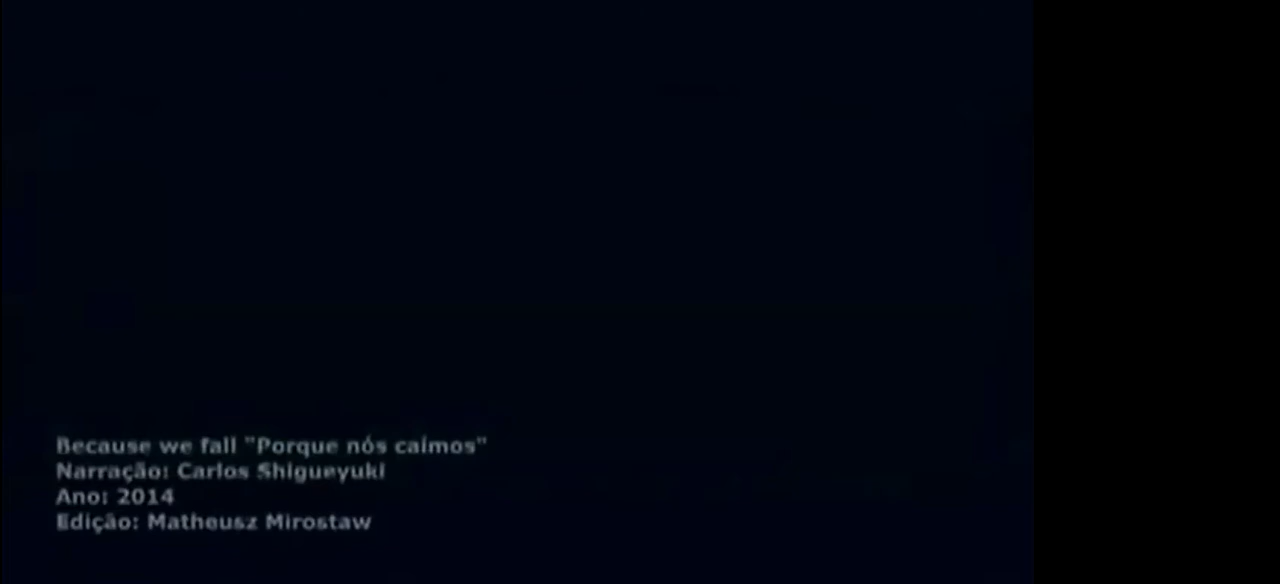 Because we fall "Porque nós caímos"
Narração: Carlos Shigueyuki
Ano: 2014
Edição: Matheusz Mirostaw